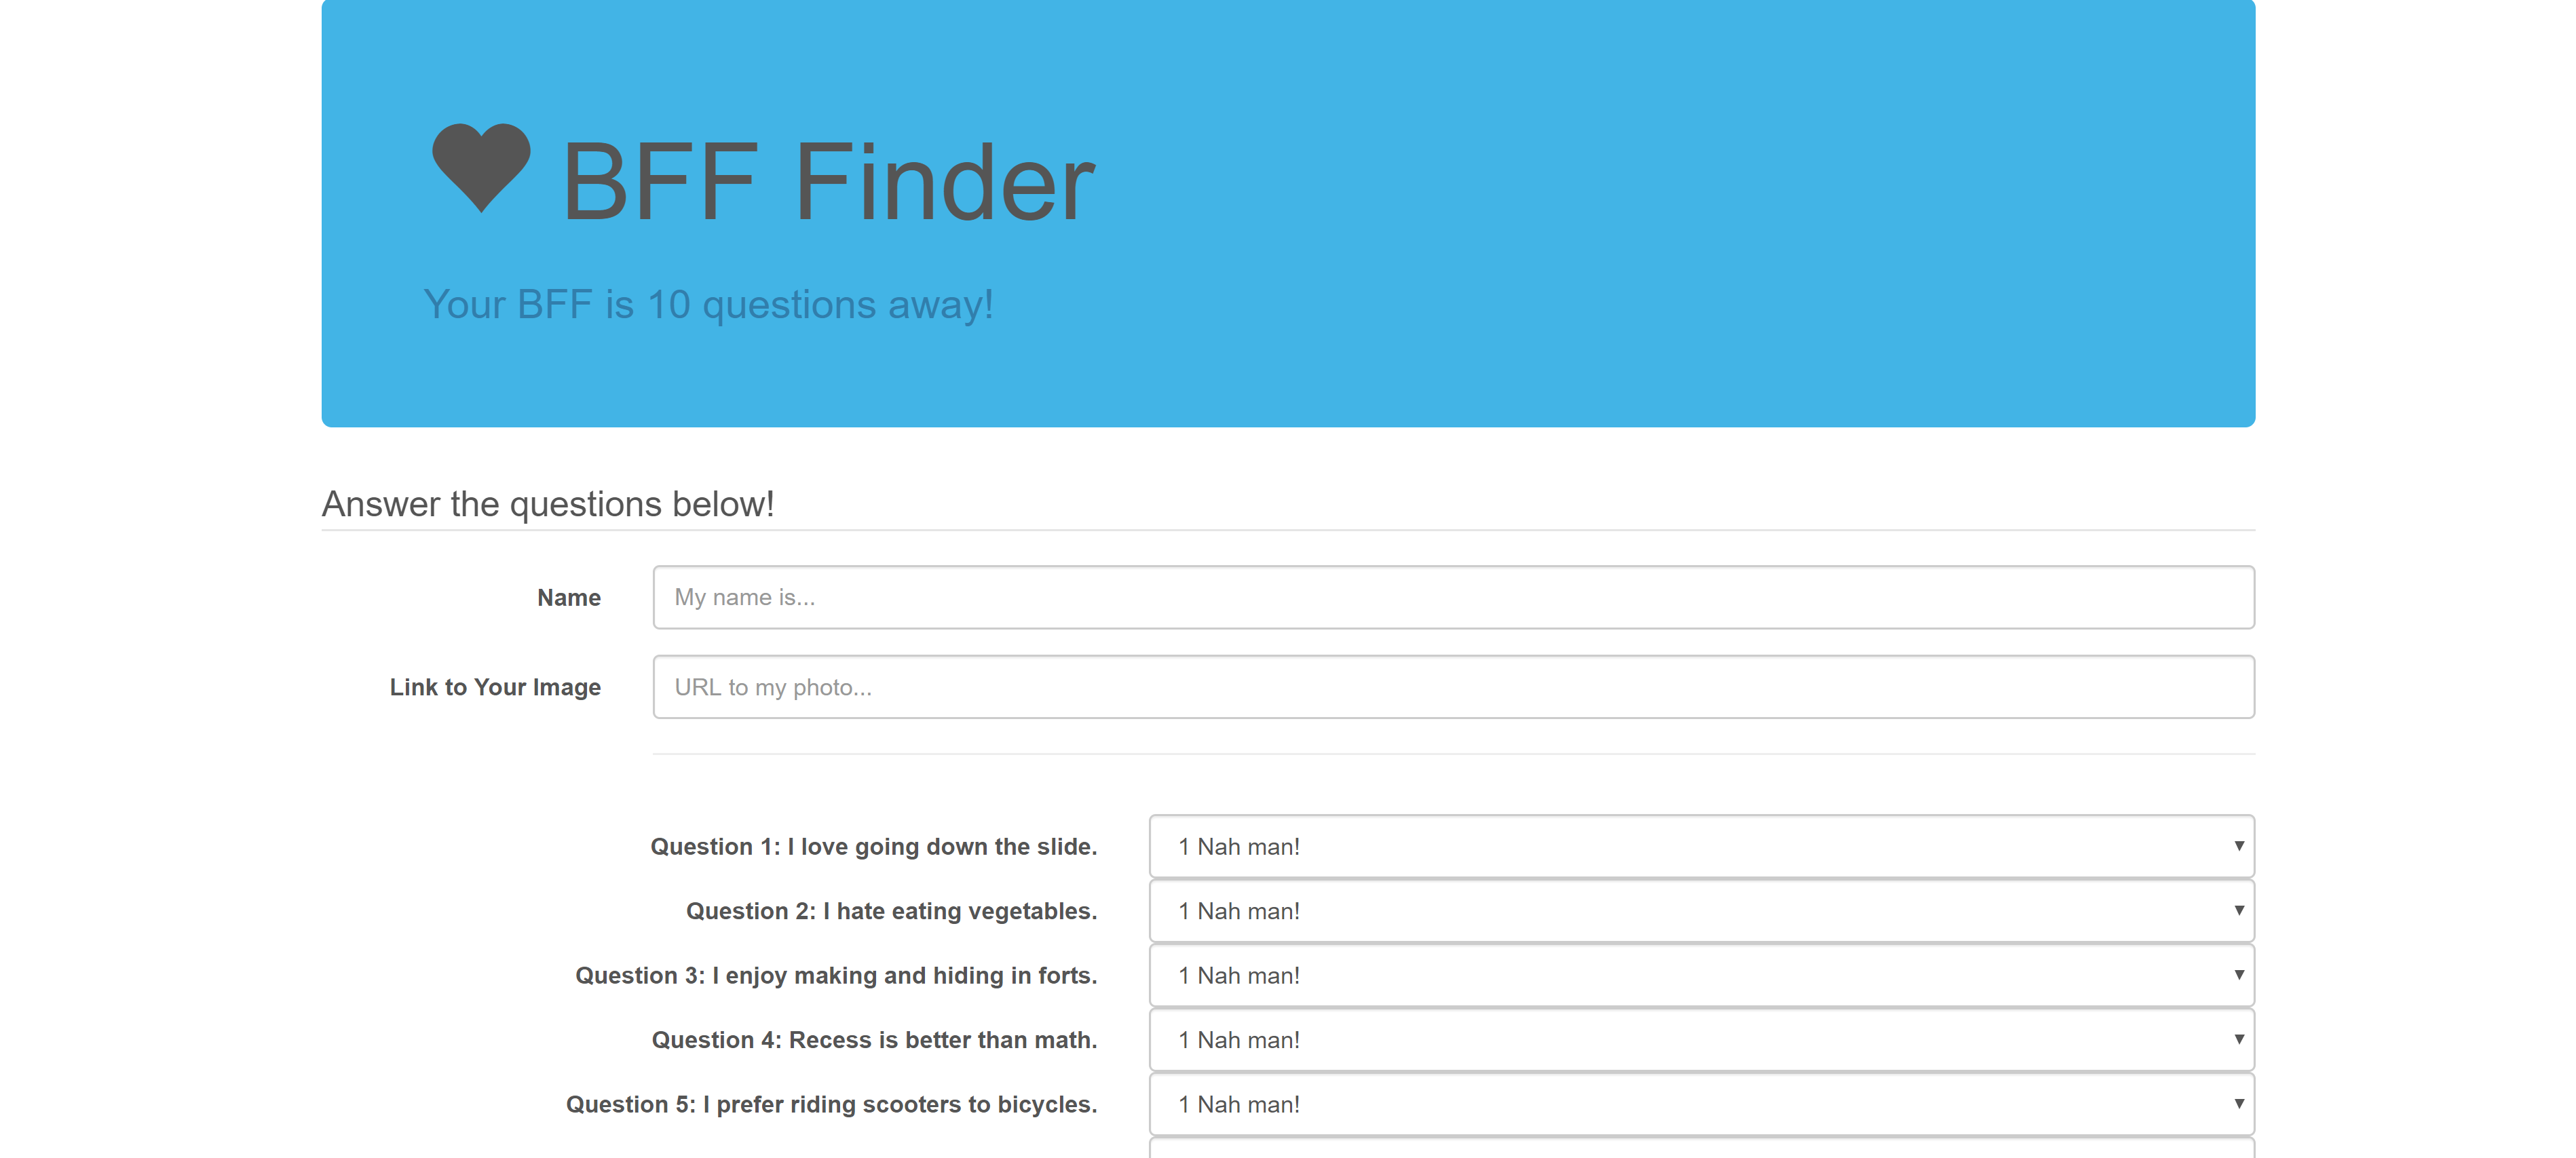 BFF Finder
Your BFF is 10 questions away!
Answer the questions below!
Name My name is...
Link to Your Image URL to my photo...
Question 1: I love going down the slide. 1 Nah man!
Question 2: I hate eating vegetables. 1 Nah man!
Question 3: I enjoy making and hiding in forts. 1 Nah man!
Question 4: Recess is better than math. 1 Nah man!
Question 5: I prefer riding scooters to bicycles. 1 Nah man!